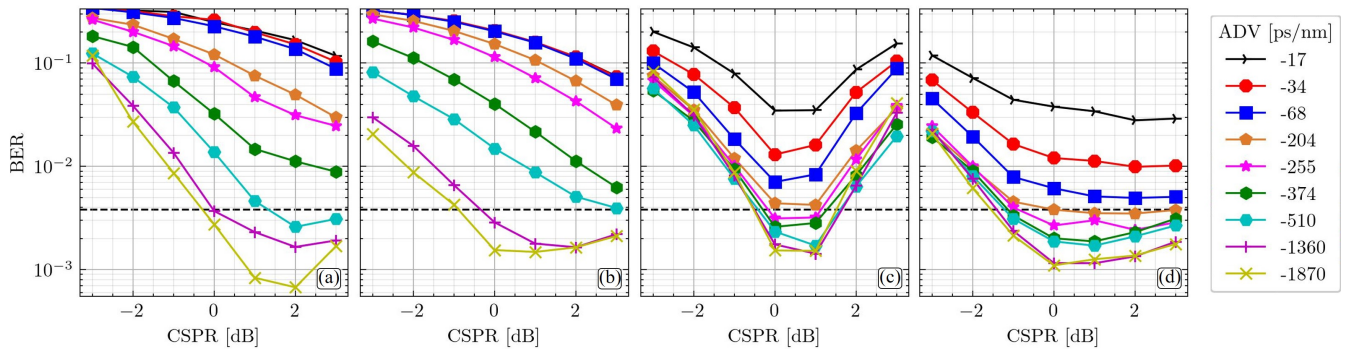 BER
10⁻¹
10⁻²
10⁻³
−2 0 2
CSPR [dB]
(a)
−2 0 2
CSPR [dB]
(b)
−2 0 2
CSPR [dB]
(c)
−2 0 2
CSPR [dB]
(d)
ADV [ps/nm]
-17
-34
-68
-204
-255
-374
-510
-1360
-1870